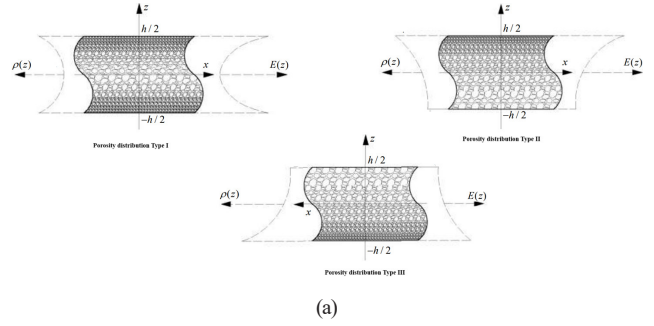 z
h / 2
ρ(z)
x
E(z)
−h / 2
Porosity distribution Type I
z
h / 2
ρ(z)
x
E(z)
−h / 2
Porosity distribution Type II
z
h / 2
ρ(z)
x
E(z)
−h / 2
Porosity distribution Type III
(a)